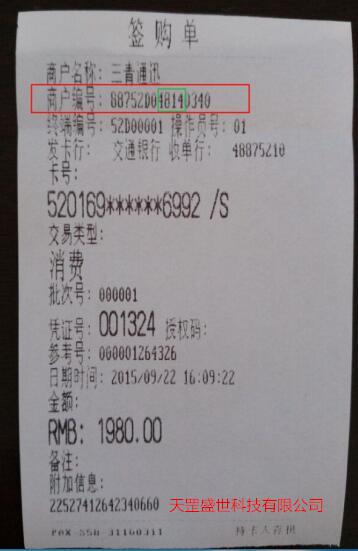 签购单
商户名称: 三青通迅
商户编号: 88752D048140340
终端编号: 52D00001 操作员号: 01
发卡行: 交通银行 收单行: 48875210
卡号:
520169******6992 /S
交易类型:
消费
批次号: 000001
凭证号: 001324 授权码:
参考号: 000001264326
日期时间: 2015/09/22 16:09:22
金额:
RMB: 1980.00
备注:
附加信息:
22527412642340660
天罡盛世科技有限公司
持卡人存根